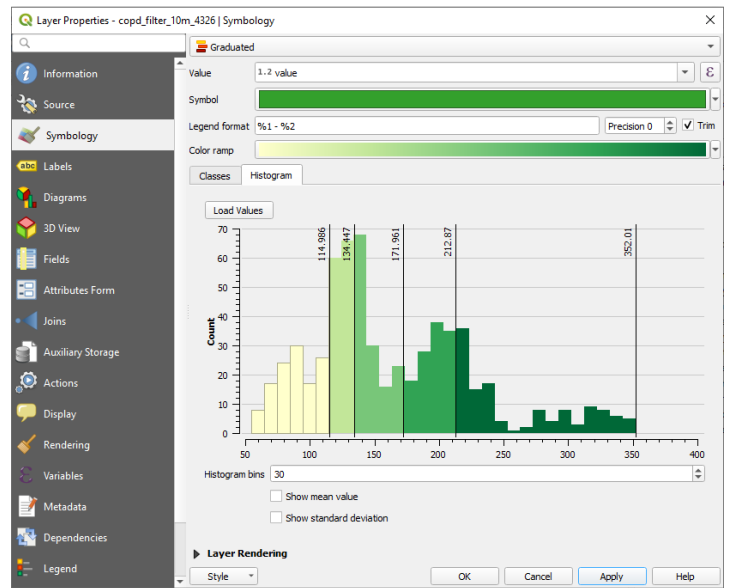 Layer Properties - copd_filter_10m_4326 | Symbology
Information
Source
Symbology
abc Labels
Diagrams
3D View
Fields
Attributes Form
Joins
Auxiliary Storage
Actions
Display
Rendering
Variables
Metadata
Dependencies
Legend
Graduated
Value 1.2 value ε
Symbol
Legend format %1 - %2 Precision 0 Trim
Color ramp
Classes Histogram
Load Values
70
60
50
40
30
20
10
0
Count
114.986 134.447 171.961 212.87 352.01
50 100 150 200 250 300 350 400
Histogram bins 30
Show mean value
Show standard deviation
Layer Rendering
Style OK Cancel Apply Help